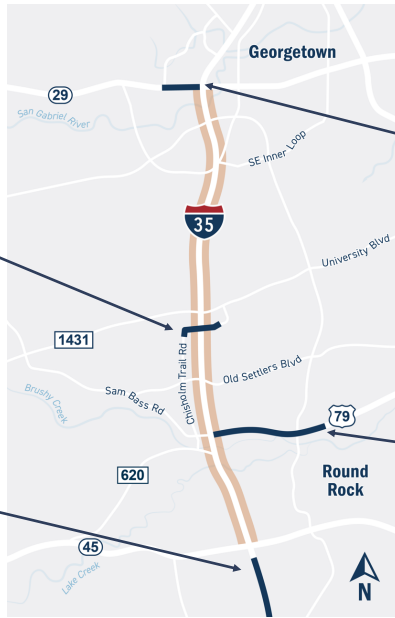 Georgetown
29
San Gabriel River
SE Inner Loop
35
University Blvd
1431
Chisholm Trail Rd
Old Settlers Blvd
Sam Bass Rd
Brushy Creek
79
620
Round
Rock
45
Lake Creek
N